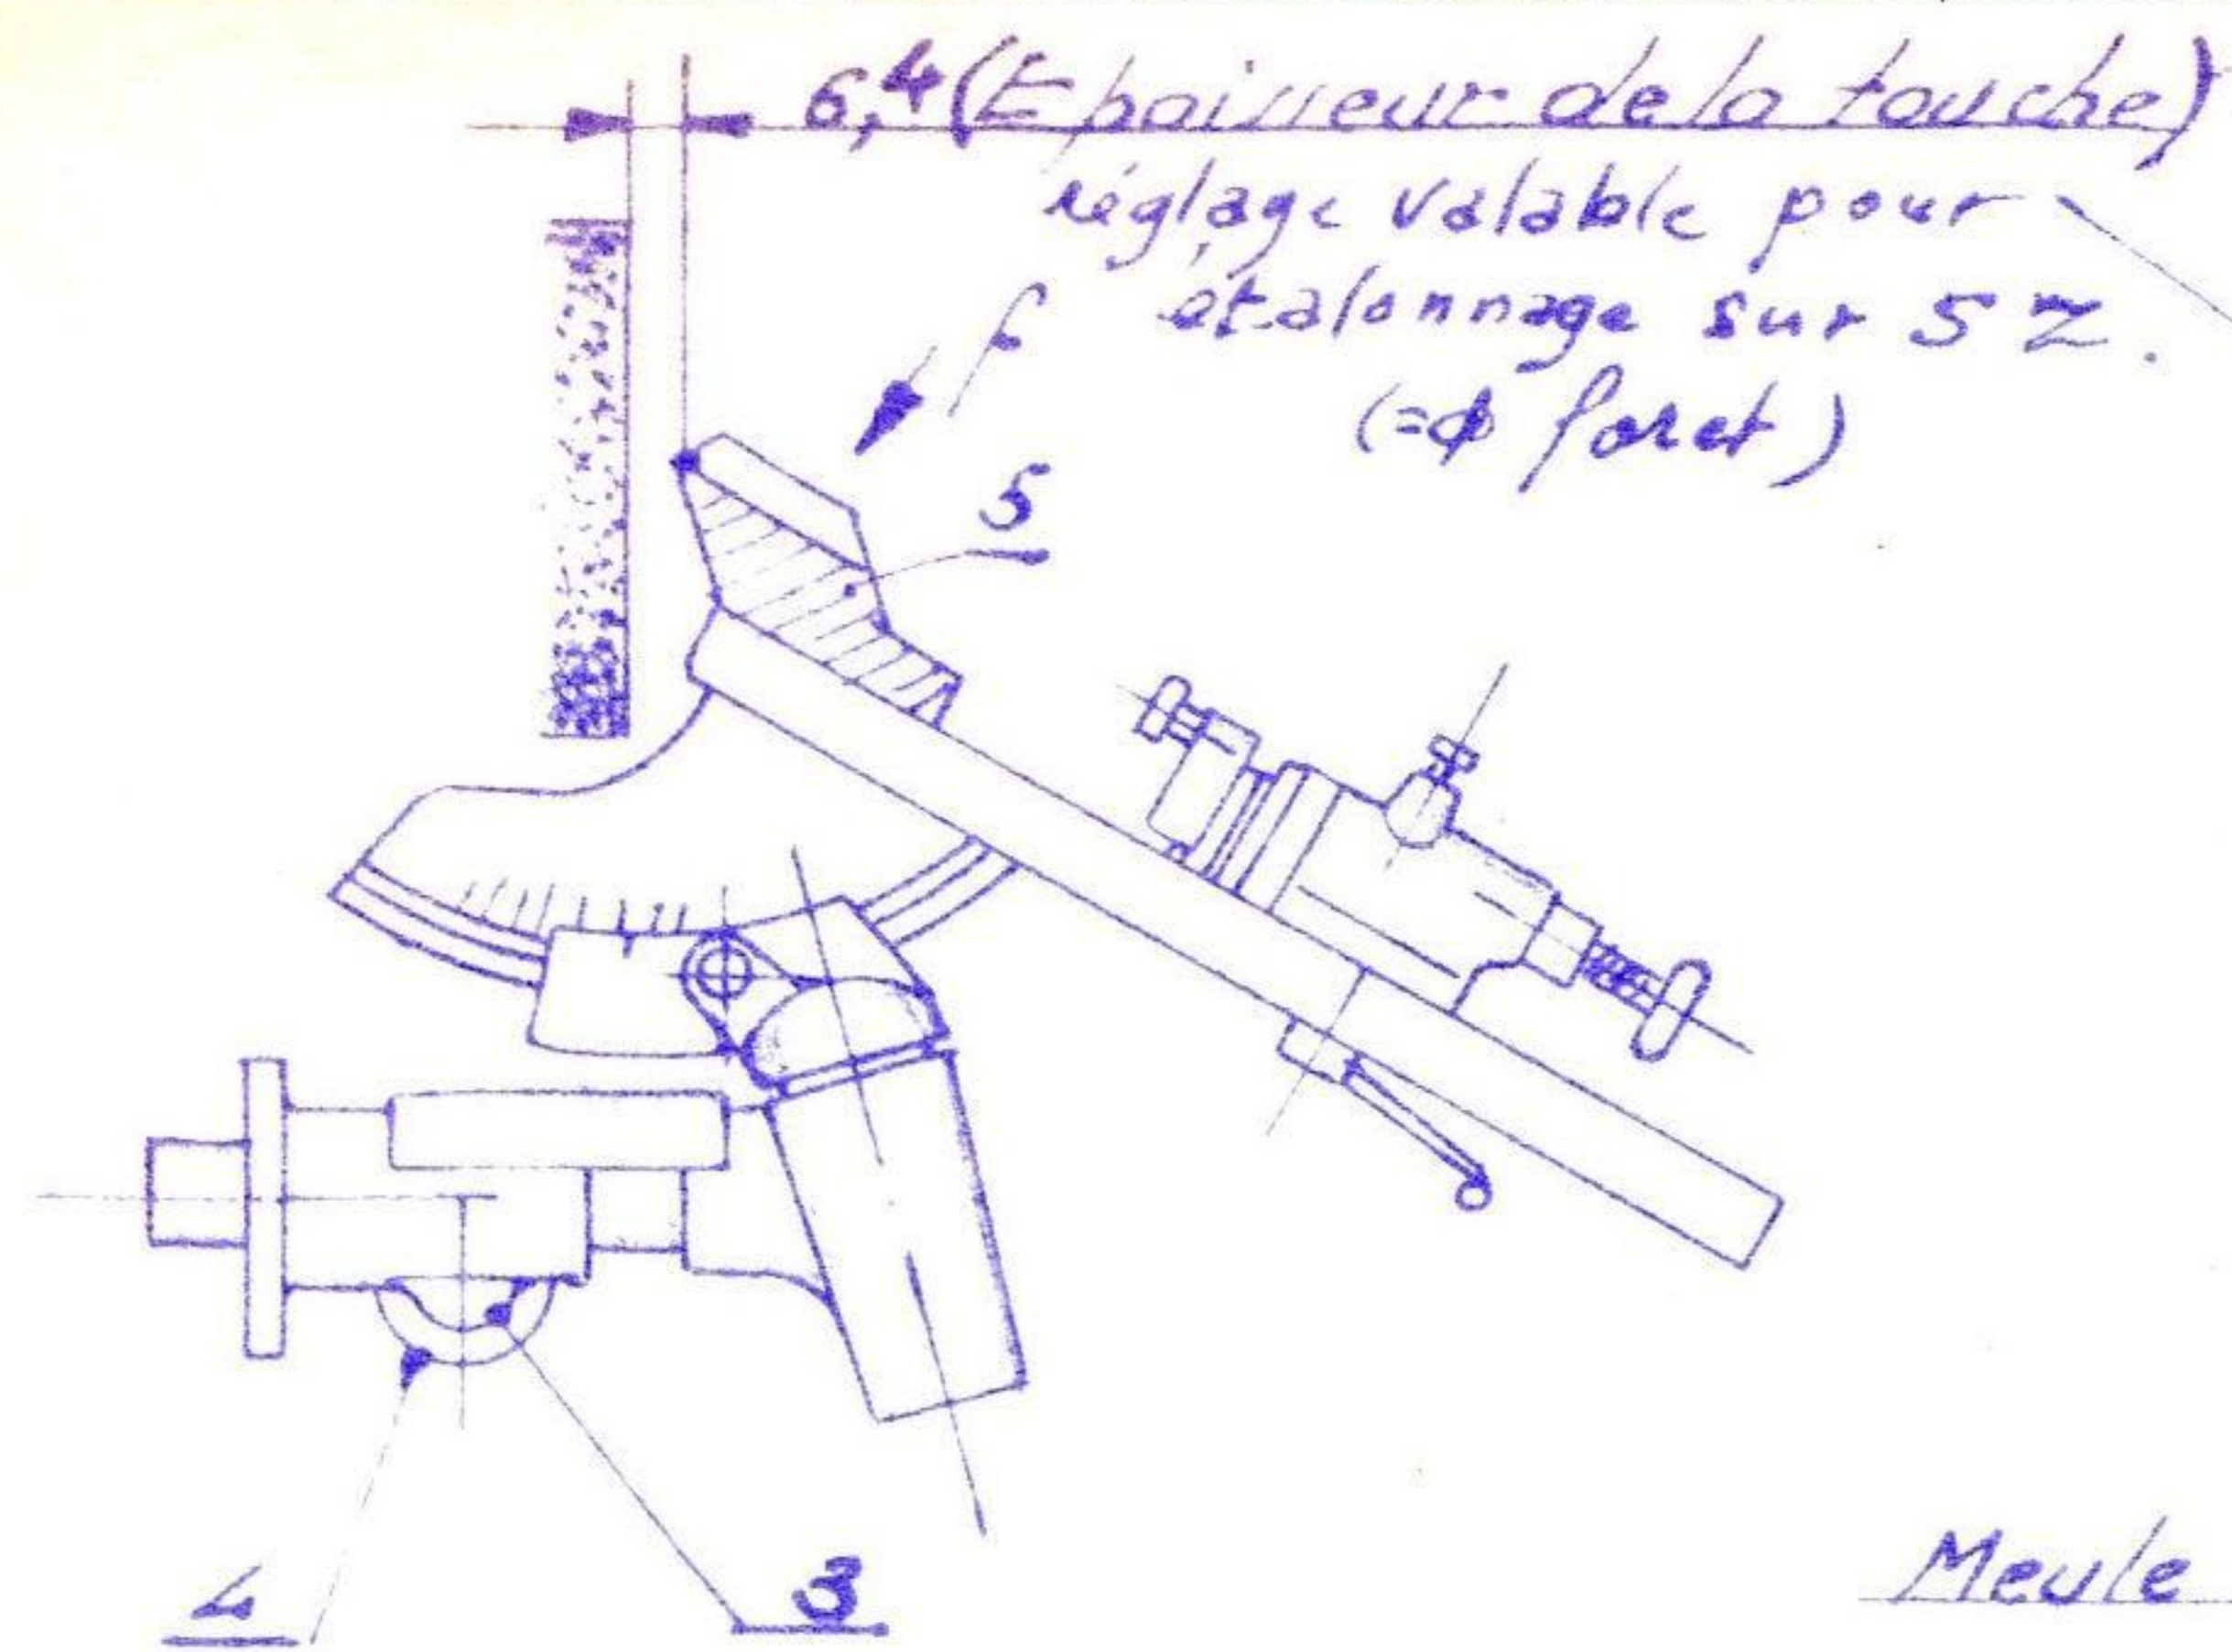 6,4 (Epaisseur de la touche)
réglage valable pour
étalonnage sur 5 Z.
(=ϕ foret)
f
5
4
3
Meule